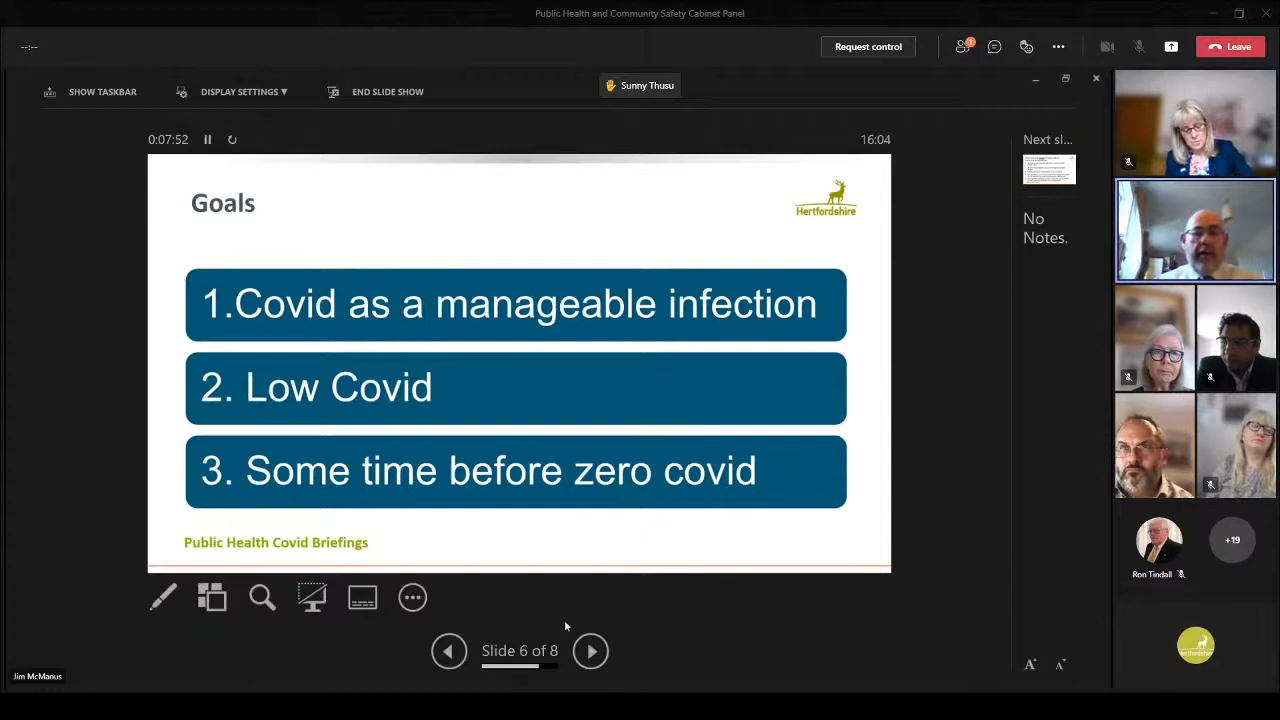 Public Health and Community Safety Cabinet Panel
--:--
Request control
1
Leave
SHOW TASKBAR
DISPLAY SETTINGS ▼
END SLIDE SHOW
Sunny Thusu
0:07:52
16:04
Next sl...
Goals
Hertfordshire
No
Notes.
1.Covid as a manageable infection
2. Low Covid
3. Some time before zero covid
Public Health Covid Briefings
+19
Ron Tindall
Slide 6 of 8
Hertfordshire
A
A
Jim McManus